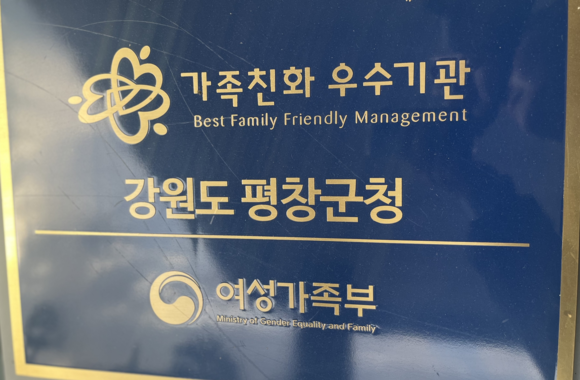 가족친화 우수기관
Best Family Friendly Management
강원도 평창군청
여성가족부
Ministry of Gender Equality and Family